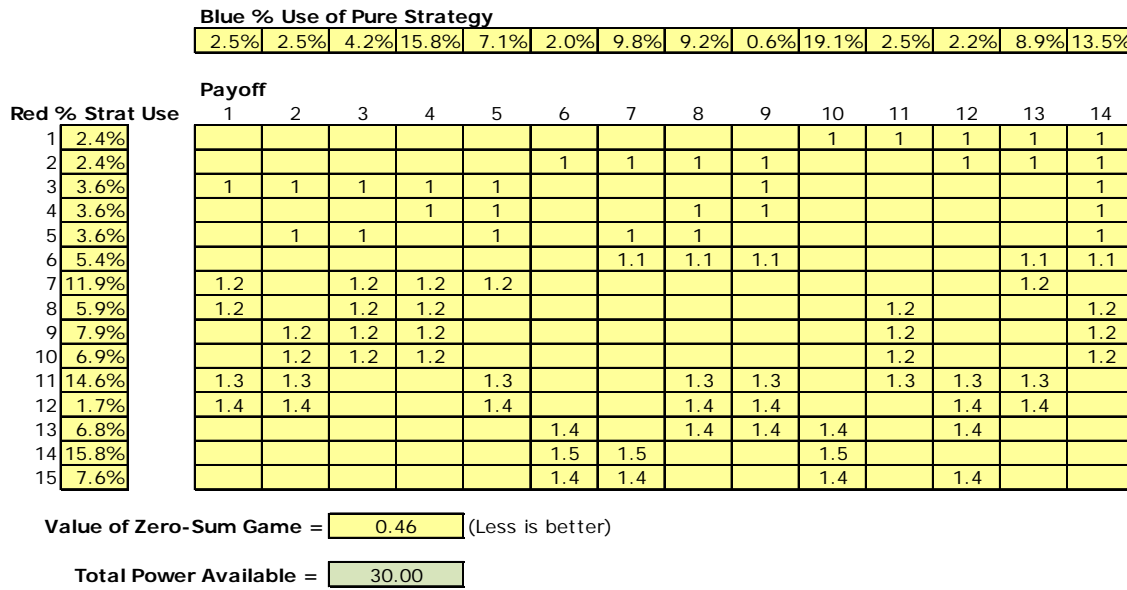 Blue % Use of Pure Strategy
2.5% 2.5% 4.2% 15.8% 7.1% 2.0% 9.8% 9.2% 0.6% 19.1% 2.5% 2.2% 8.9% 13.5%
Payoff
Red % Strat Use 1 2 3 4 5 6 7 8 9 10 11 12 13 14
1 2.4% 1 1 1 1 1
2 2.4% 1 1 1 1 1 1 1
3 3.6% 1 1 1 1 1 1 1
4 3.6% 1 1 1 1 1
5 3.6% 1 1 1 1 1 1
6 5.4% 1.1 1.1 1.1 1.1 1.1
7 11.9% 1.2 1.2 1.2 1.2 1.2
8 5.9% 1.2 1.2 1.2 1.2 1.2
9 7.9% 1.2 1.2 1.2 1.2 1.2
10 6.9% 1.2 1.2 1.2 1.2 1.2
11 14.6% 1.3 1.3 1.3 1.3 1.3 1.3 1.3 1.3
12 1.7% 1.4 1.4 1.4 1.4 1.4 1.4 1.4
13 6.8% 1.4 1.4 1.4 1.4 1.4
14 15.8% 1.5 1.5 1.5
15 7.6% 1.4 1.4 1.4 1.4
Value of Zero-Sum Game = 0.46 (Less is better)
Total Power Available = 30.00